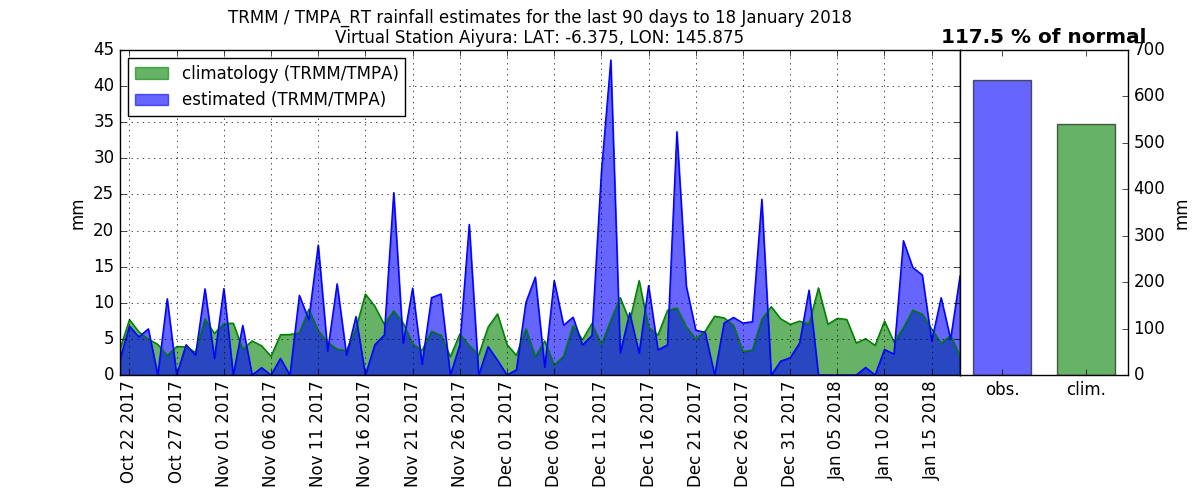 TRMM / TMPA_RT rainfall estimates for the last 90 days to 18 January 2018
Virtual Station Aiyura: LAT: -6.375, LON: 145.875
117.5 % of normal
climatology (TRMM/TMPA)
estimated (TRMM/TMPA)
45
40
35
30
25
20
15
10
5
0
mm
700
600
500
400
300
200
100
0
mm
Oct 22 2017
Oct 27 2017
Nov 01 2017
Nov 06 2017
Nov 11 2017
Nov 16 2017
Nov 21 2017
Nov 26 2017
Dec 01 2017
Dec 06 2017
Dec 11 2017
Dec 16 2017
Dec 21 2017
Dec 26 2017
Dec 31 2017
Jan 05 2018
Jan 10 2018
Jan 15 2018
obs.
clim.